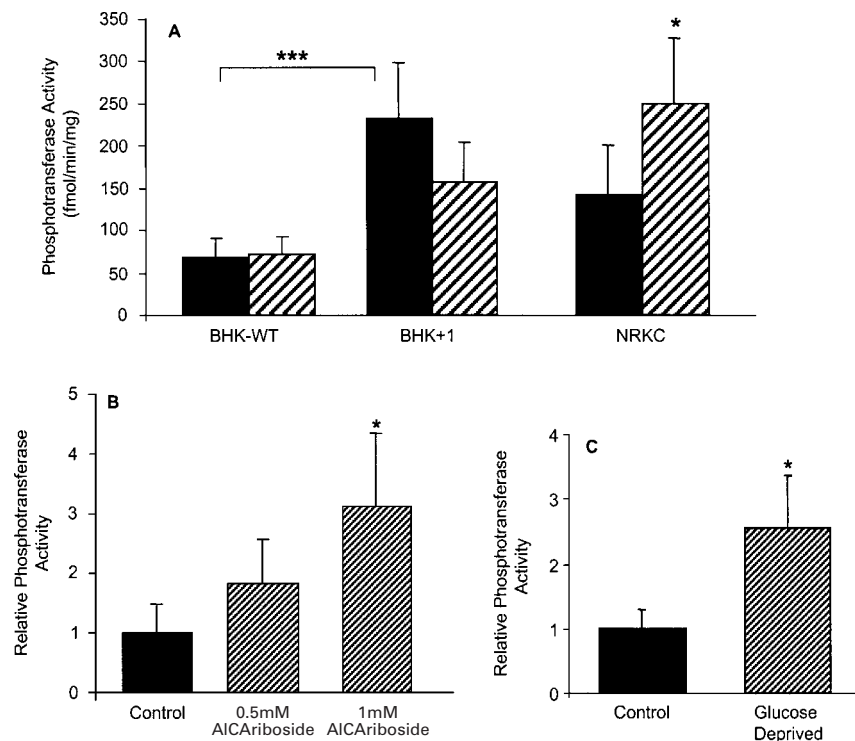 A
***
*
Phosphotransferase Activity
(fmol/min/mg)
350
300
250
200
150
100
50
0
BHK-WT
BHK+1
NRKC
B
*
Relative Phosphotransferase
Activity
5
4
3
2
1
0
Control
0.5mM
AICAriboside
1mM
AICAriboside
C
*
Relative Phosphotransferase
Activity
4
3
2
1
0
Control
Glucose
Deprived